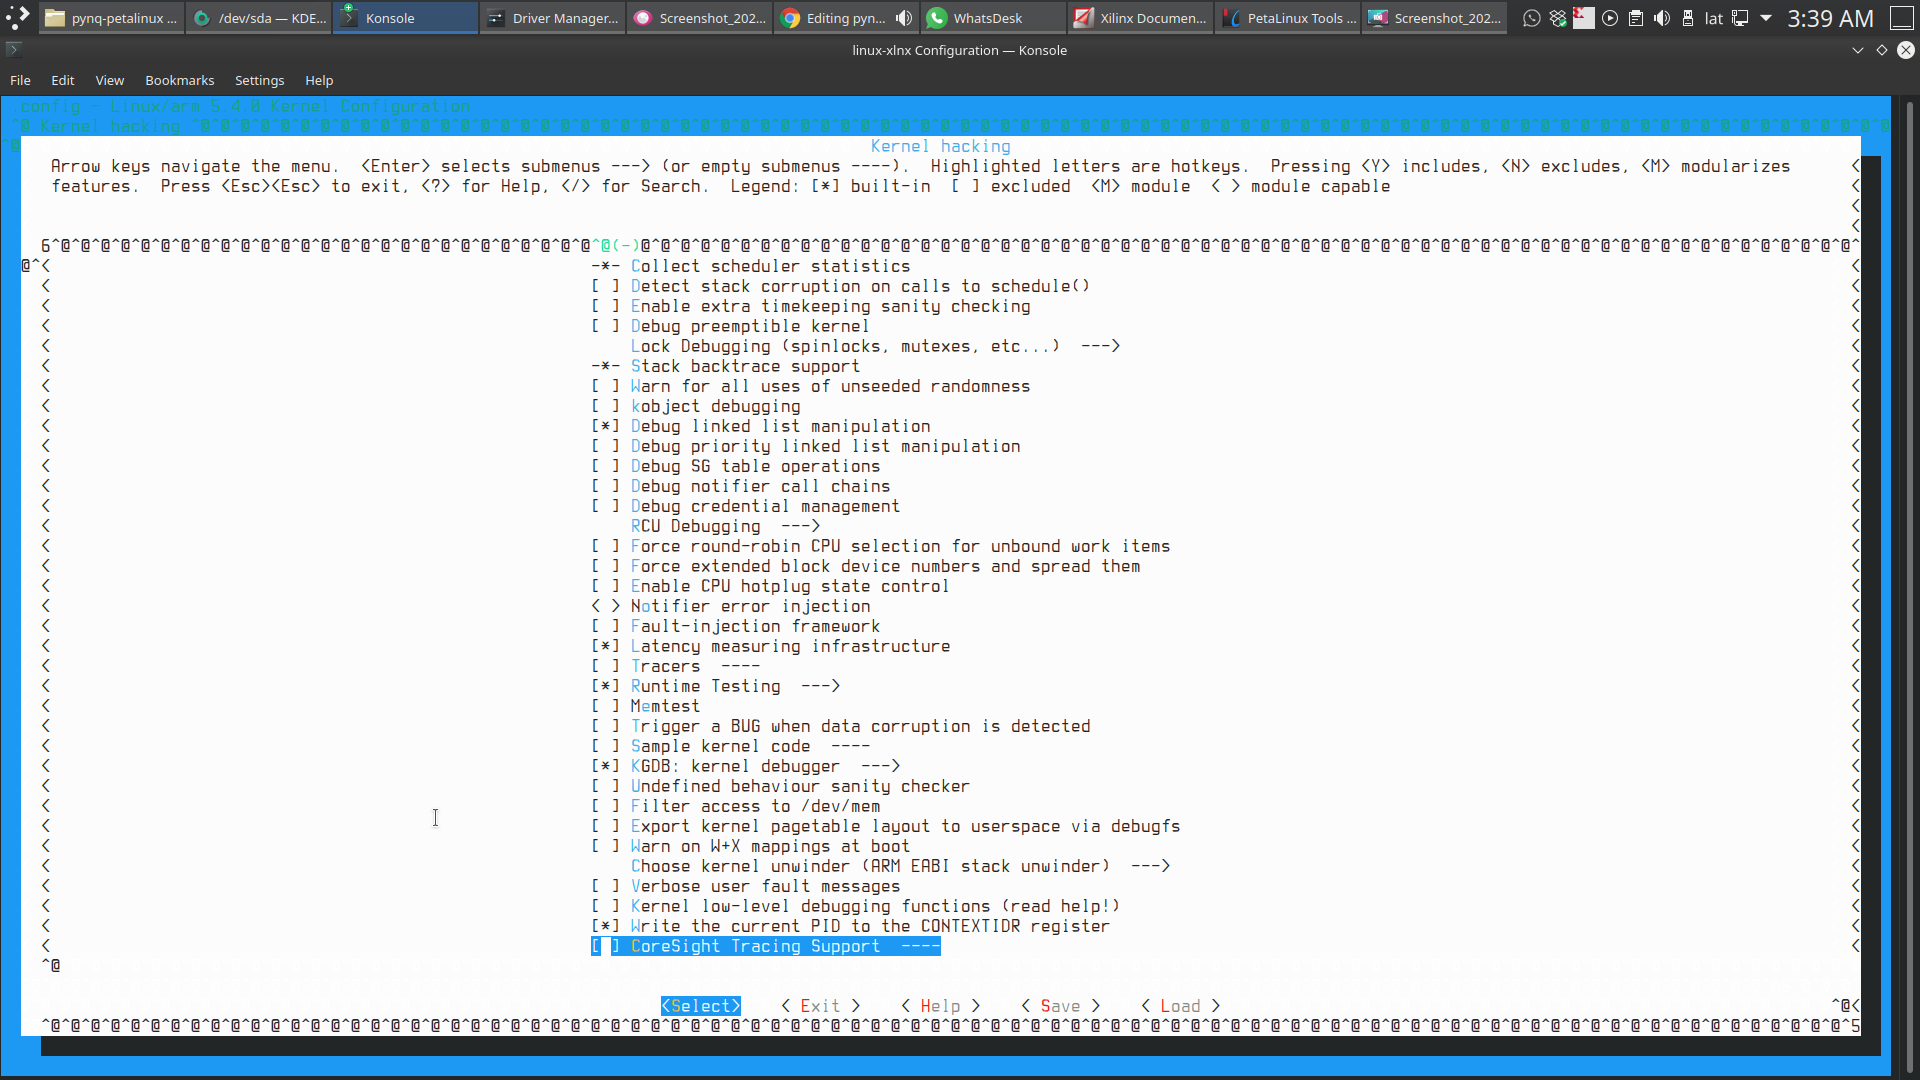 pynq-petalinux ...
/dev/sda — KDE...
Konsole
Driver Manager...
Screenshot_202...
Editing pyn...
WhatsDesk
Xilinx Documen...
PetaLinux Tools ...
Screenshot_202...
lat
3:39 AM
linux-xlnx Configuration — Konsole
File Edit View Bookmarks Settings Help
.config - Linux/arm 5.4.0 Kernel Configuration
Kernel hacking
Kernel hacking
Arrow keys navigate the menu.  <Enter> selects submenus ---> (or empty submenus ----).  Highlighted letters are hotkeys.  Pressing <Y> includes, <N> excludes, <M> modularizes
features.  Press <Esc><Esc> to exit, <?> for Help, </> for Search.  Legend: [*] built-in  [ ] excluded  <M> module  < > module capable
^@(-)
-*- Collect scheduler statistics
[ ] Detect stack corruption on calls to schedule()
[ ] Enable extra timekeeping sanity checking
[ ] Debug preemptible kernel
Lock Debugging (spinlocks, mutexes, etc...)  --->
-*- Stack backtrace support
[ ] Warn for all uses of unseeded randomness
[ ] kobject debugging
[*] Debug linked list manipulation
[ ] Debug priority linked list manipulation
[ ] Debug SG table operations
[ ] Debug notifier call chains
[ ] Debug credential management
RCU Debugging  --->
[ ] Force round-robin CPU selection for unbound work items
[ ] Force extended block device numbers and spread them
[ ] Enable CPU hotplug state control
< > Notifier error injection
[ ] Fault-injection framework
[*] Latency measuring infrastructure
[ ] Tracers  ----
[*] Runtime Testing  --->
[ ] Memtest
[ ] Trigger a BUG when data corruption is detected
[ ] Sample kernel code  ----
[*] KGDB: kernel debugger  --->
[ ] Undefined behaviour sanity checker
[ ] Filter access to /dev/mem
[ ] Export kernel pagetable layout to userspace via debugfs
[ ] Warn on W+X mappings at boot
Choose kernel unwinder (ARM EABI stack unwinder)  --->
[ ] Verbose user fault messages
[ ] Kernel low-level debugging functions (read help!)
[*] Write the current PID to the CONTEXTIDR register
[ ] CoreSight Tracing Support  ----
<Select>    < Exit >    < Help >    < Save >    < Load >